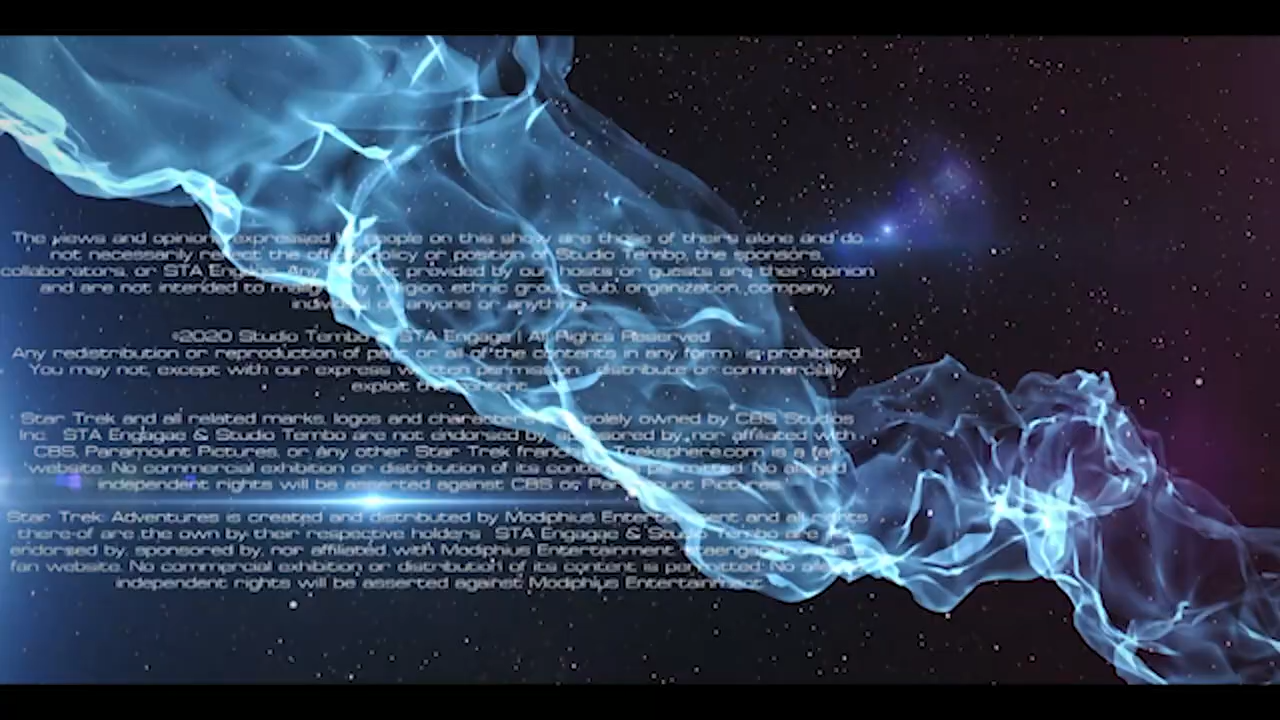 The views and opinions expressed by people on this show are those of theirs alone and do
not necessarily reflect the official policy or position of Studio Tembo, the sponsors,
collaborators, or STA Engage. Any content provided by our hosts or guests are their opinion
and are not intended to malign any religion, ethnic group, club, organization, company,
individual or anyone or anything.
©2020 Studio Tembo STA Engage | All Rights Reserved
Any redistribution or reproduction of part or all of the contents in any form is prohibited.
You may not, except with our express written permission, distribute or commercially
exploit the content.
Star Trek and all related marks, logos and characters are solely owned by CBS Studios
Inc. STA Engagae & Studio Tembo are not endorsed by, sponsored by, nor affiliated with
CBS, Paramount Pictures, or any other Star Trek franchise. Treksphere.com is a fan
website. No commercial exhibition or distribution of its content is permitted. No alleged
independent rights will be asserted against CBS or Paramount Pictures.
Star Trek Adventures is created and distributed by Modiphius Entertainment and all rights
there-of are the own by their respective holders. STA Engagae & Studio Tembo are
endorsed by, sponsored by, nor affiliated with Modiphius Entertainment.
fan website. No commercial exhibition or distribution of its content is permitted. No alleged
independent rights will be asserted against Modiphius Entertainment.